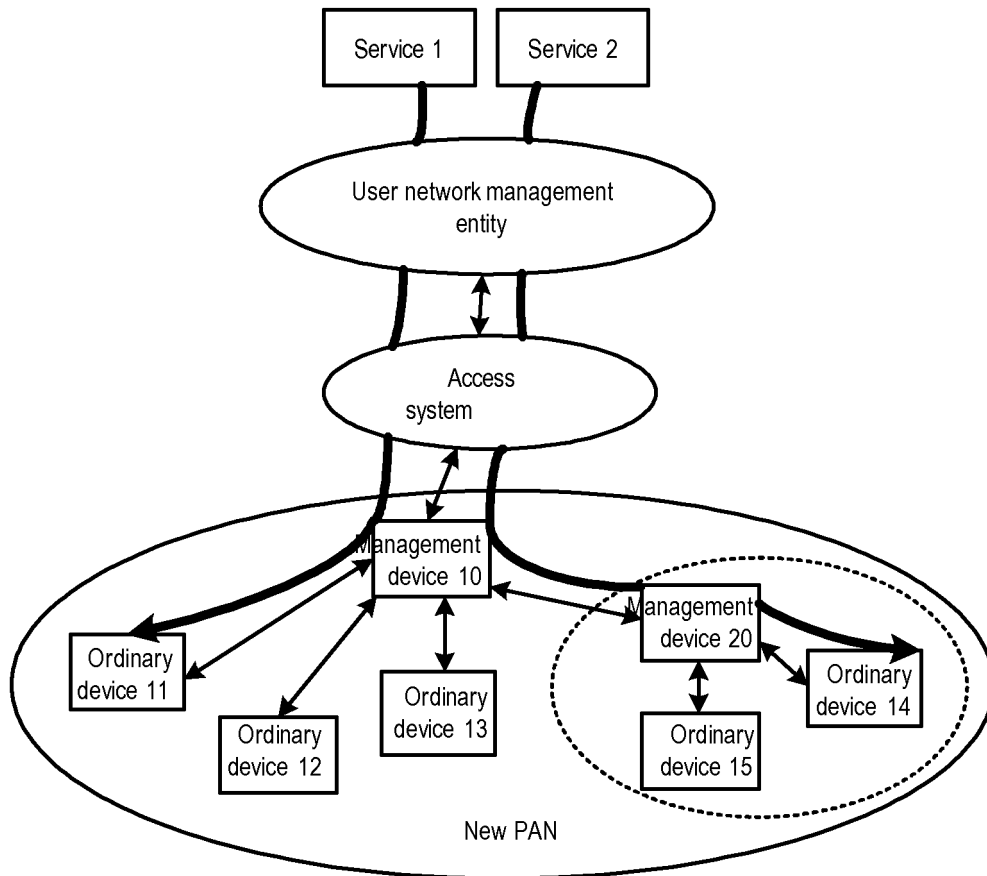 Service 1
Service 2
User network management
entity
Access
system
Management
device 10
Management
device 20
Ordinary
device 11
Ordinary
device 12
Ordinary
device 13
Ordinary
device 14
Ordinary
device 15
New PAN